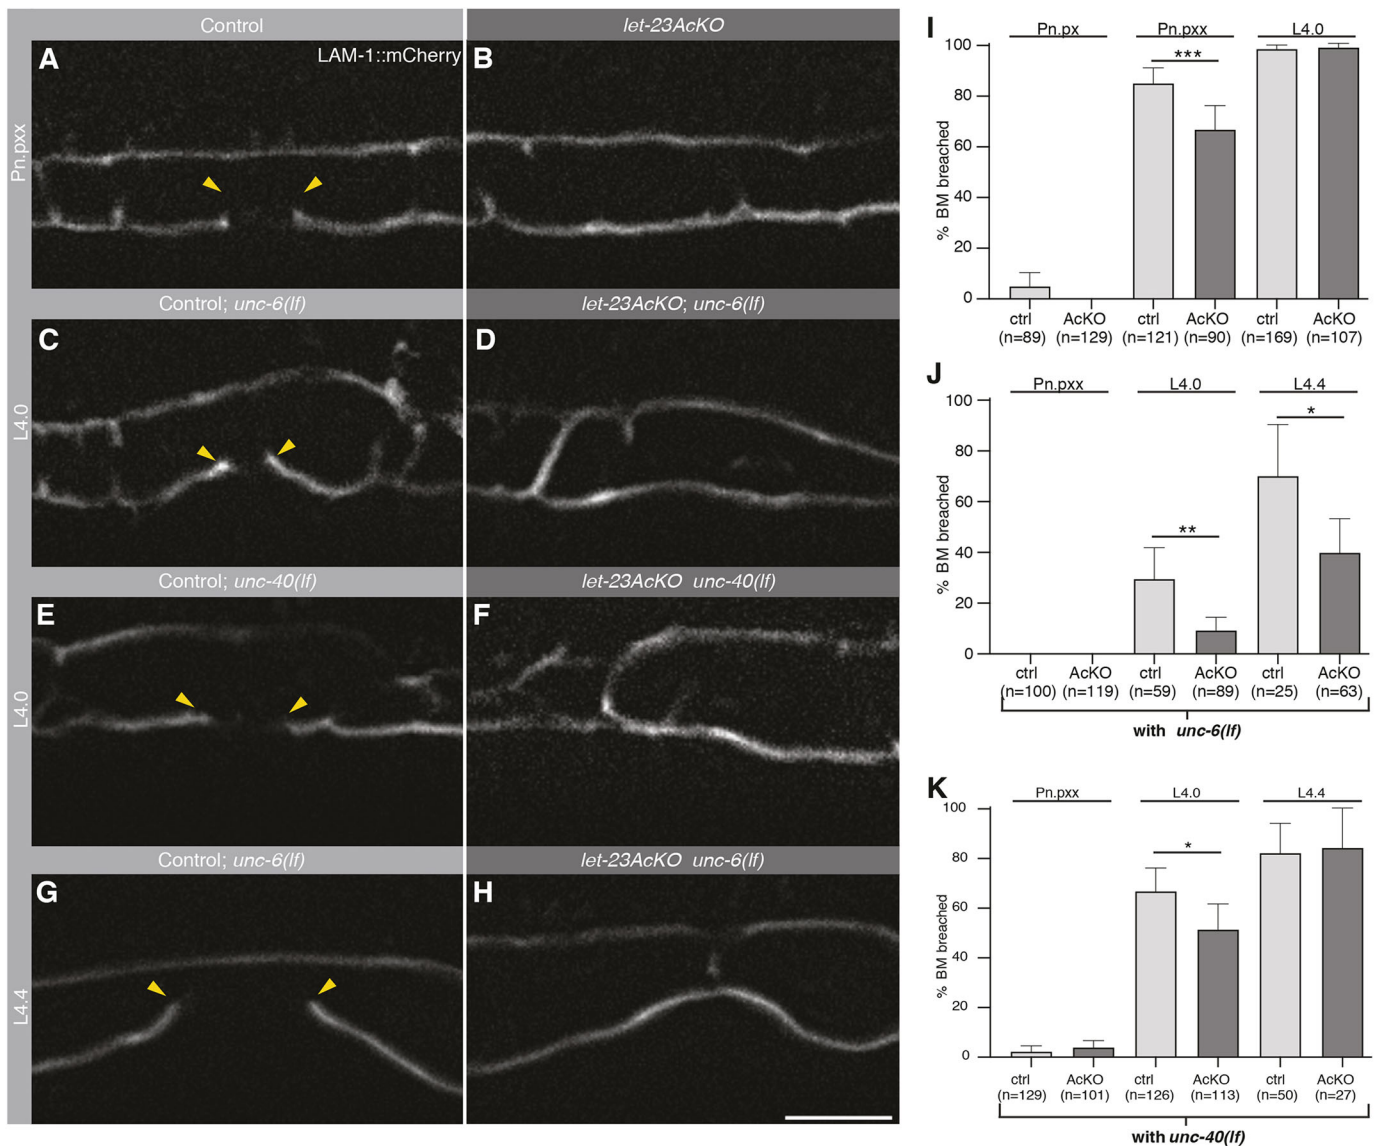 Control
let-23AcKO
A
LAM-1::mCherry
B
Pn.pxx
Control; unc-6(lf)
let-23AcKO; unc-6(lf)
C
D
L4.0
Control; unc-40(lf)
let-23AcKO unc-40(lf)
E
F
L4.0
Control; unc-6(lf)
let-23AcKO unc-6(lf)
G
H
L4.4
I
Pn.px Pn.pxx L4.0
100
80
60
40
20
0
% BM breached
***
ctrl AcKO ctrl AcKO ctrl AcKO
(n=89) (n=129) (n=121) (n=90) (n=169) (n=107)
J
Pn.pxx L4.0 L4.4
100
80
60
40
20
0
% BM breached
** *
ctrl AcKO ctrl AcKO ctrl AcKO
(n=100) (n=119) (n=59) (n=89) (n=25) (n=63)
with unc-6(lf)
K
Pn.pxx L4.0 L4.4
100
80
60
40
20
0
% BM breached
*
ctrl AcKO ctrl AcKO ctrl AcKO
(n=129) (n=101) (n=126) (n=113) (n=50) (n=27)
with unc-40(lf)